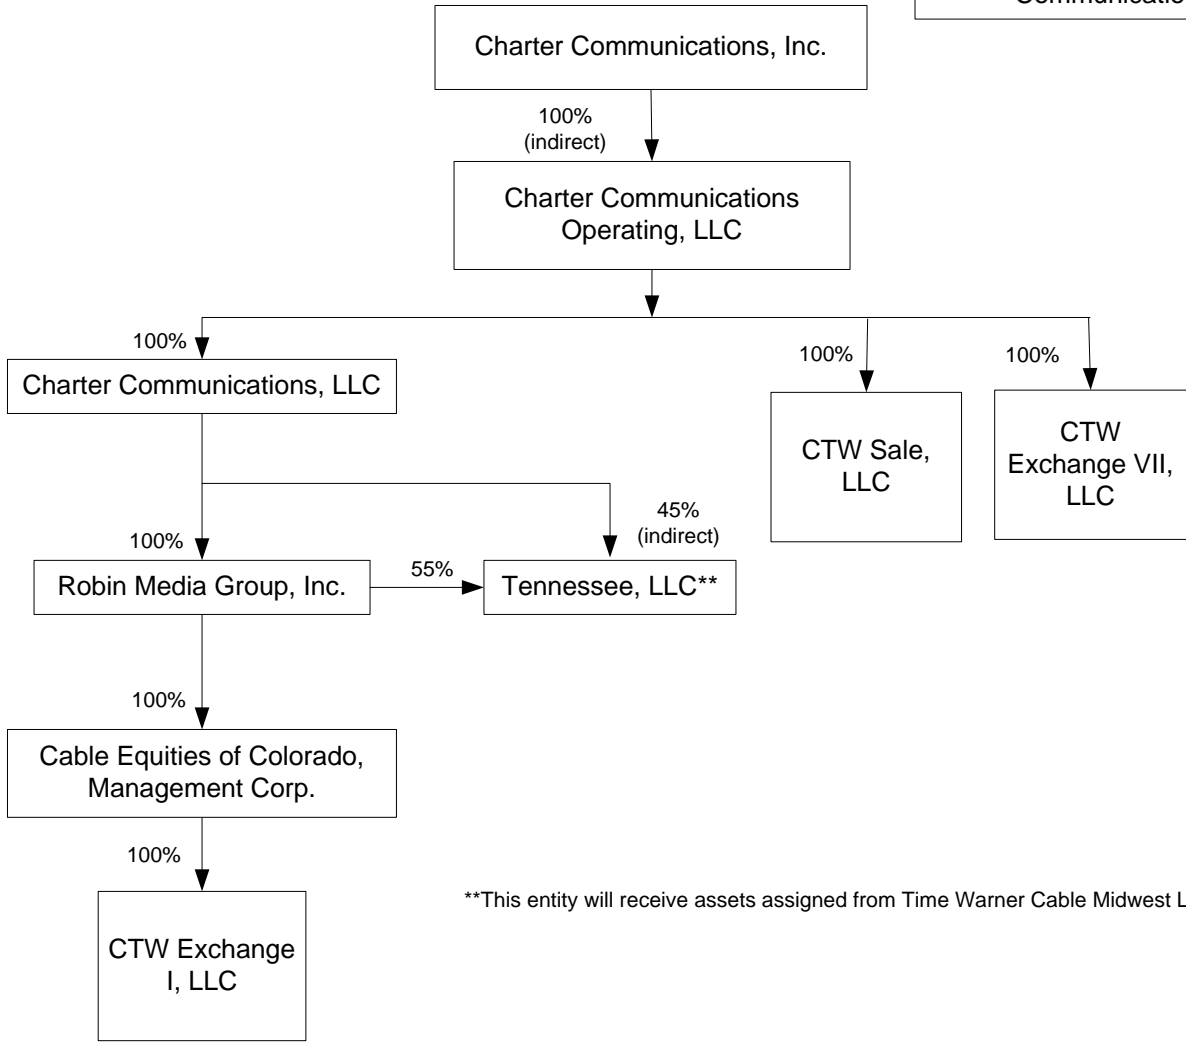 Charter Communications, Inc.
100%
(indirect)
Charter Communications
Operating, LLC
100%
Charter Communications, LLC
100%
CTW Sale,
LLC
100%
CTW
Exchange VII,
LLC
45%
(indirect)
100%
Robin Media Group, Inc.
55%
Tennessee, LLC**
100%
Cable Equities of Colorado,
Management Corp.
100%
CTW Exchange
I, LLC
**This entity will receive assets assigned from Time Warner Cable Midwest